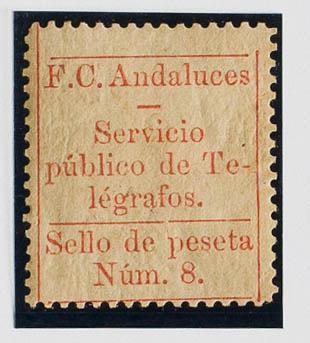 F.C. Andaluces
Servicio
público de Te-
légrafos.
Sello de peseta
Núm. 8.